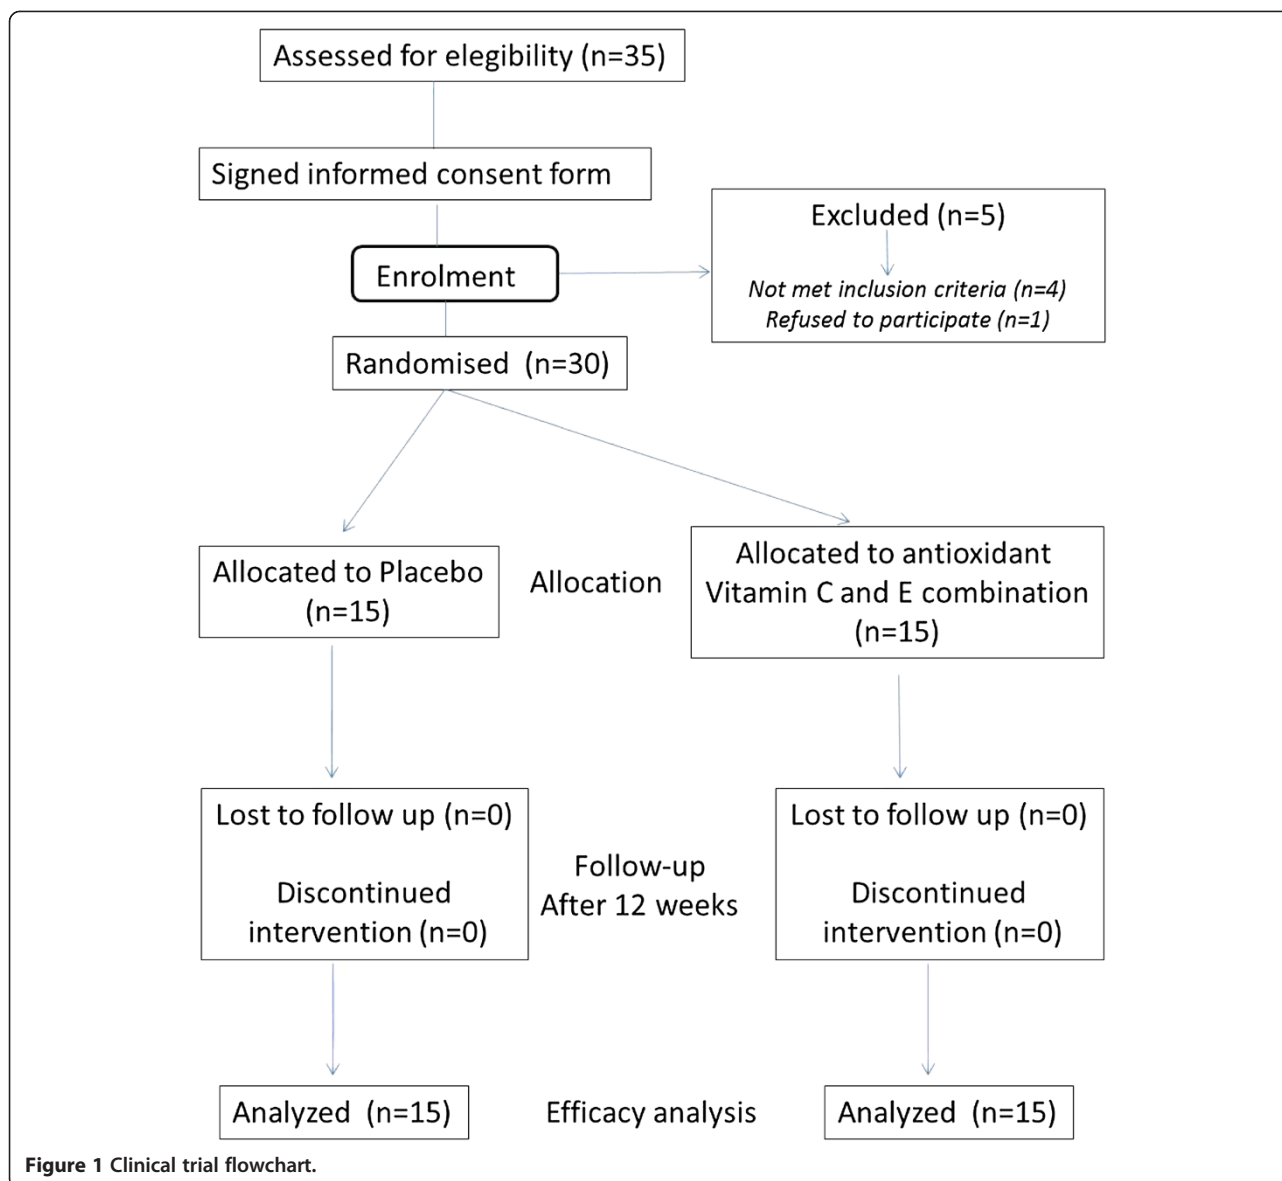 Assessed for elegibility (n=35)
Signed informed consent form
Excluded (n=5)
Not met inclusion criteria (n=4)
Refused to participate (n=1)
Enrolment
Randomised (n=30)
Allocated to Placebo
(n=15)
Allocation
Allocated to antioxidant
Vitamin C and E combination
(n=15)
Lost to follow up (n=0)
Discontinued
intervention (n=0)
Follow-up
After 12 weeks
Lost to follow up (n=0)
Discontinued
intervention (n=0)
Analyzed (n=15)
Efficacy analysis
Analyzed (n=15)
Figure 1 Clinical trial flowchart.